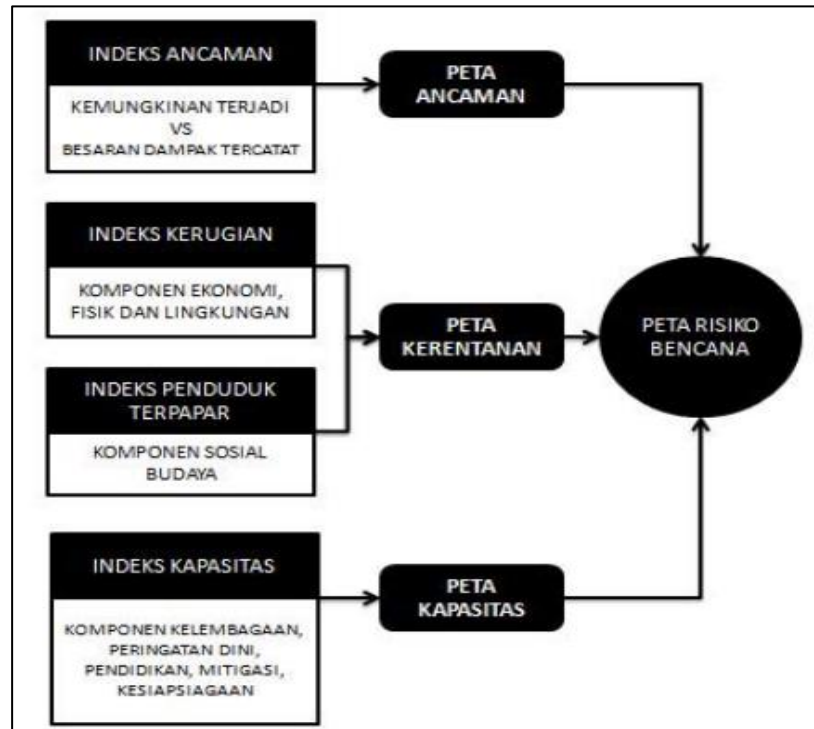 INDEKS ANCAMAN
KEMUNGKINAN TERJADI
VS
BESARAN DAMPAK TERCATAT
PETA
ANCAMAN
INDEKS KERUGIAN
KOMPONEN EKONOMI,
FISIK DAN LINGKUNGAN
PETA
KERENTANAN
PETA RISIKO
BENCANA
INDEKS PENDUDUK
TERPAPAR
KOMPONEN SOSIAL
BUDAYA
INDEKS KAPASITAS
KOMPONEN KELEMBAGAAN,
PERINGATAN DINI,
PENDIDIKAN, MITIGASI,
KESIAPSIAGAAN
PETA
KAPASITAS